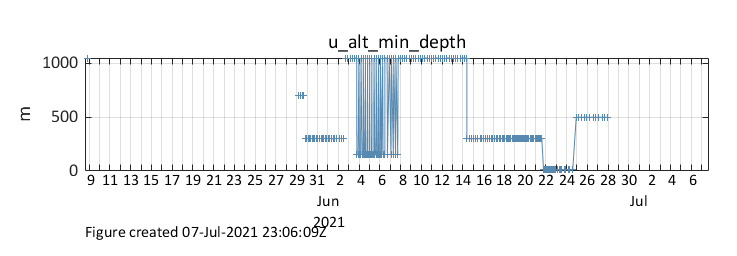 u_alt_min_depth
1000
500
0
m
9 11 13 15 17 19 21 23 25 27 29 31 2 4 6 8 10 12 14 16 18 20 22 24 26 28 30 2 4 6
Jun Jul
2021
Figure created 07-Jul-2021 23:06:09Z